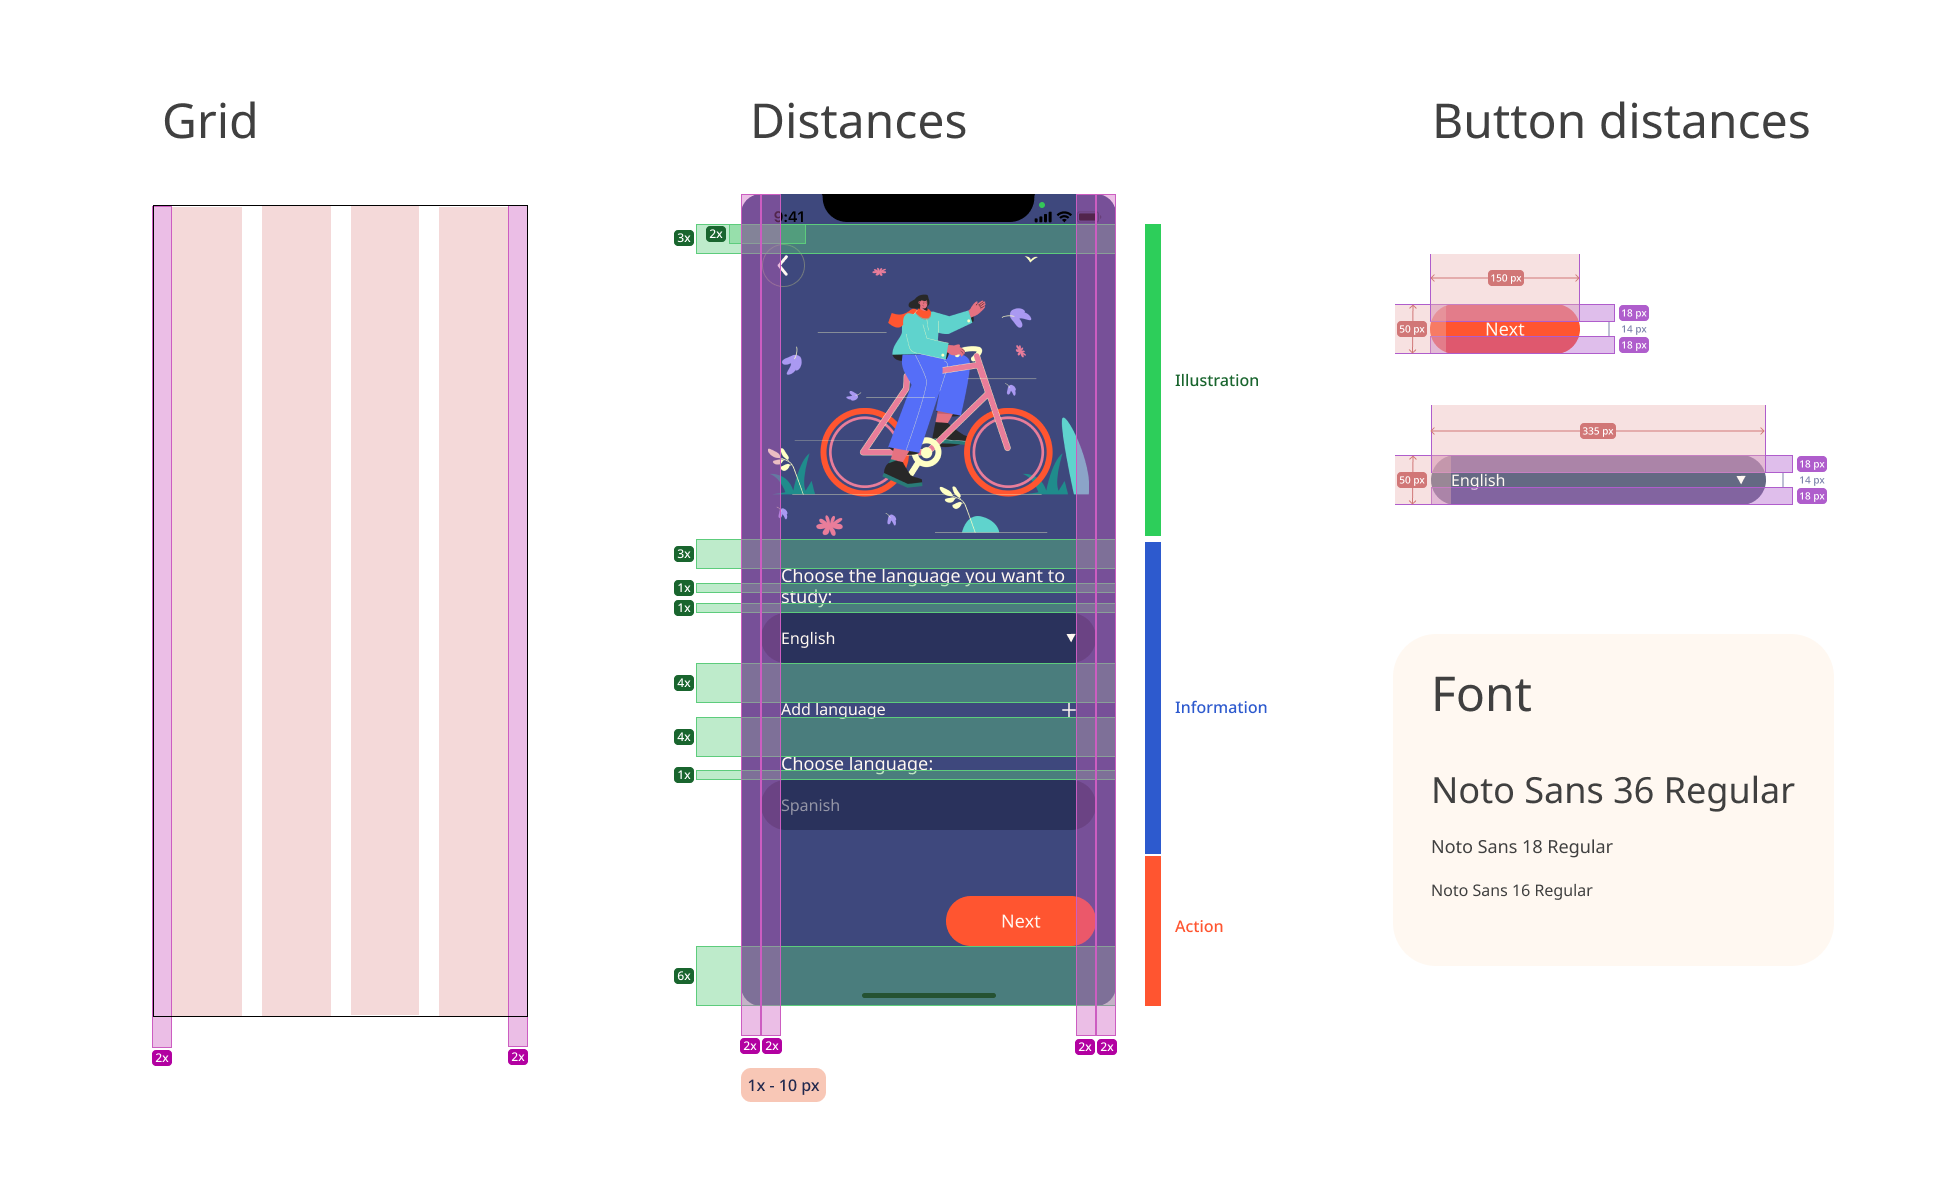 Grid
2x
2x
Distances
9:41
3x
2x
3x
Choose the language you want to
1x
study:
1x
English
4x
Add language
4x
Choose language:
1x
Spanish
Next
6x
2x
2x
2x
2x
1x - 10 px
Illustration
Information
Action
Button distances
150 px
18 px
50 px
Next
14 px
18 px
335 px
18 px
50 px
English
14 px
18 px
Font
Noto Sans 36 Regular
Noto Sans 18 Regular
Noto Sans 16 Regular